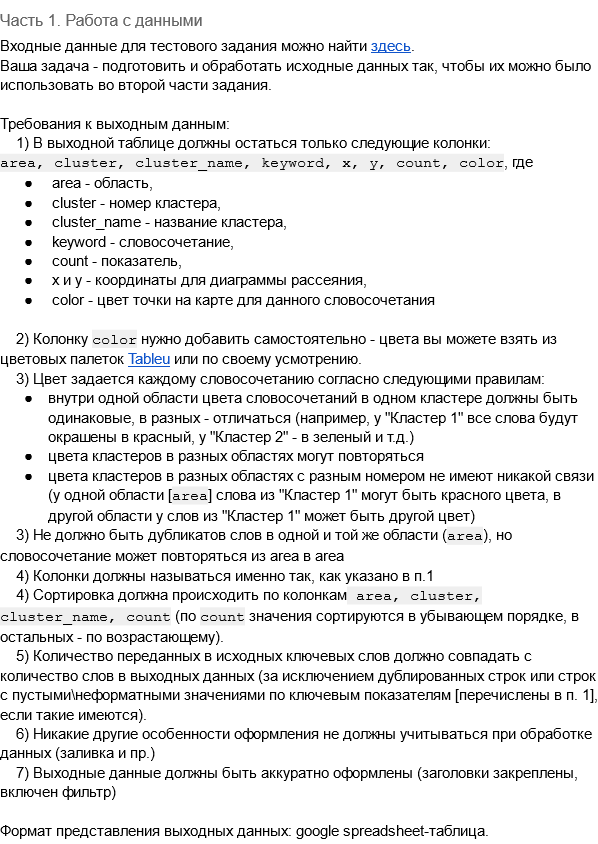 Часть 1. Работа с данными
Входные данные для тестового задания можно найти здесь.
Ваша задача - подготовить и обработать исходные данных так, чтобы их можно было
использовать во второй части задания.
Требования к выходным данным:
1) В выходной таблице должны остаться только следующие колонки:
area, cluster, cluster_name, keyword, x, y, count, color, где
● area - область,
● cluster - номер кластера,
● cluster_name - название кластера,
● keyword - словосочетание,
● count - показатель,
● x и y - координаты для диаграммы рассеяния,
● color - цвет точки на карте для данного словосочетания
2) Колонку color нужно добавить самостоятельно - цвета вы можете взять из
цветовых палеток Tableu или по своему усмотрению.
3) Цвет задается каждому словосочетанию согласно следующими правилам:
● внутри одной области цвета словосочетаний в одном кластере должны быть
одинаковые, в разных - отличаться (например, у "Кластер 1" все слова будут
окрашены в красный, у "Кластер 2" - в зеленый и т.д.)
● цвета кластеров в разных областях могут повторяться
● цвета кластеров в разных областях с разным номером не имеют никакой связи
(у одной области [area] слова из "Кластер 1" могут быть красного цвета, в
другой области у слов из "Кластер 1" может быть другой цвет)
3) Не должно быть дубликатов слов в одной и той же области (area), но
словосочетание может повторяться из area в area
4) Колонки должны называться именно так, как указано в п.1
4) Сортировка должна происходить по колонкам area, cluster,
cluster_name, count (по count значения сортируются в убывающем порядке, в
остальных - по возрастающему).
5) Количество переданных в исходных ключевых слов должно совпадать с
количество слов в выходных данных (за исключением дублированных строк или строк
с пустыми\неформатными значениями по ключевым показателям [перечислены в п. 1],
если такие имеются).
6) Никакие другие особенности оформления не должны учитываться при обработке
данных (заливка и пр.)
7) Выходные данные должны быть аккуратно оформлены (заголовки закреплены,
включен фильтр)
Формат представления выходных данных: google spreadsheet-таблица.